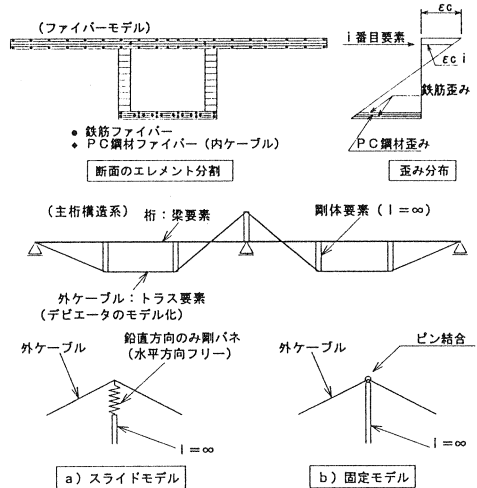 (ファイバーモデル)
εc
i番目要素
εci
鉄筋歪み
● 鉄筋ファイバー
◆ PC鋼材ファイバー(内ケーブル)
PC鋼材歪み
断面のエレメント分割
歪み分布
(主桁構造系)
桁:梁要素
剛体要素(I=∞)
外ケーブル:トラス要素
(デビエータのモデル化)
鉛直方向のみ剛バネ
(水平方向フリー)
外ケーブル
I=∞
a)スライドモデル
ピン結合
外ケーブル
I=∞
b)固定モデル